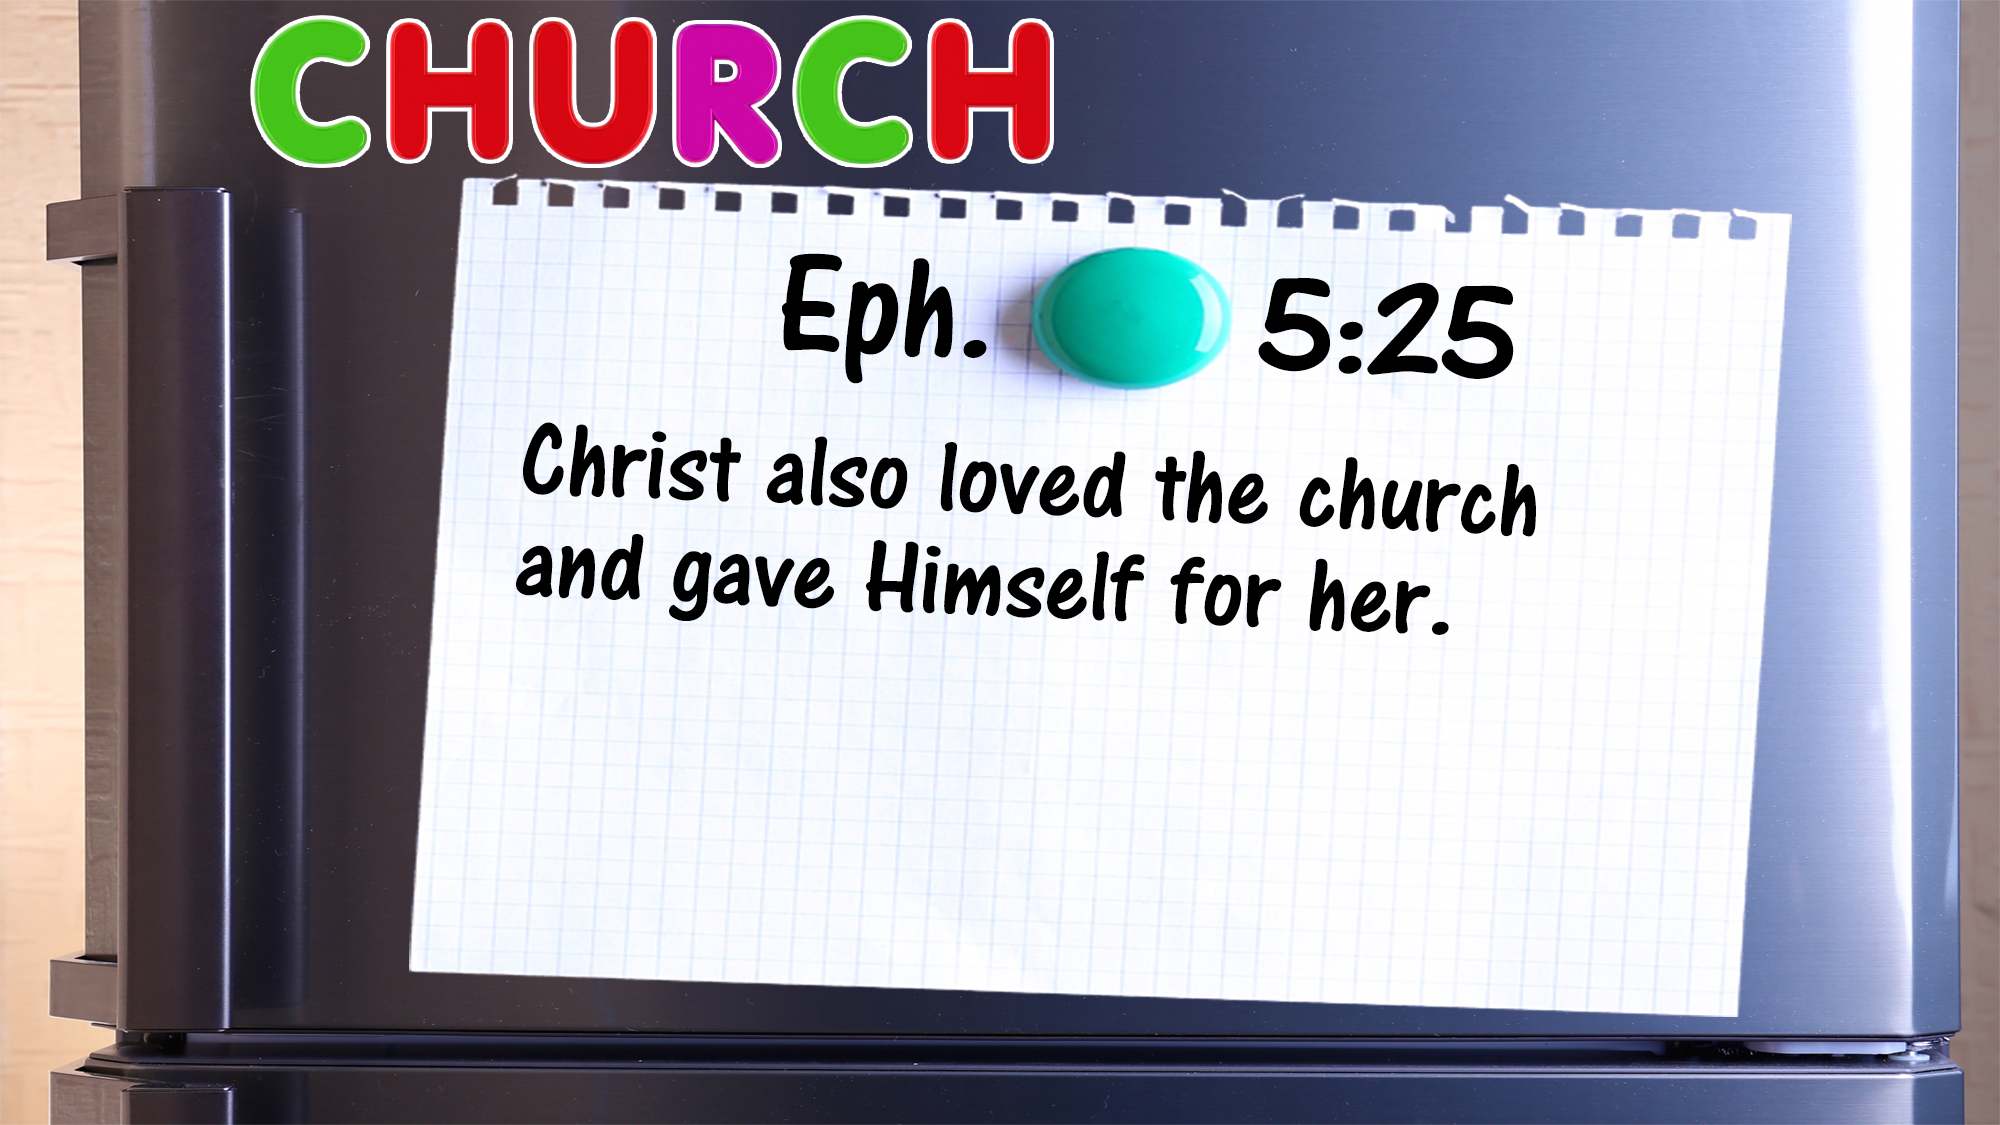 CHURCH
Eph. 5:25
Christ also loved the church
and gave Himself for her.